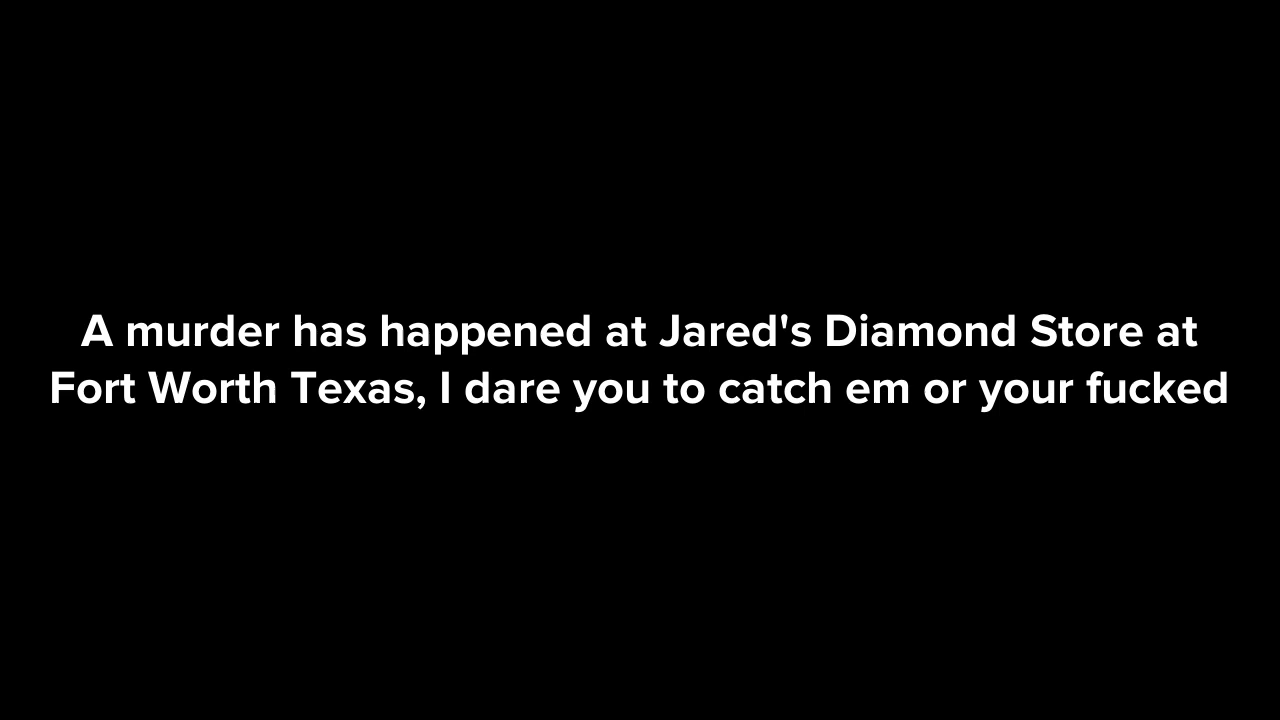 A murder has happened at Jared's Diamond Store at
Fort Worth Texas, I dare you to catch em or your fucked